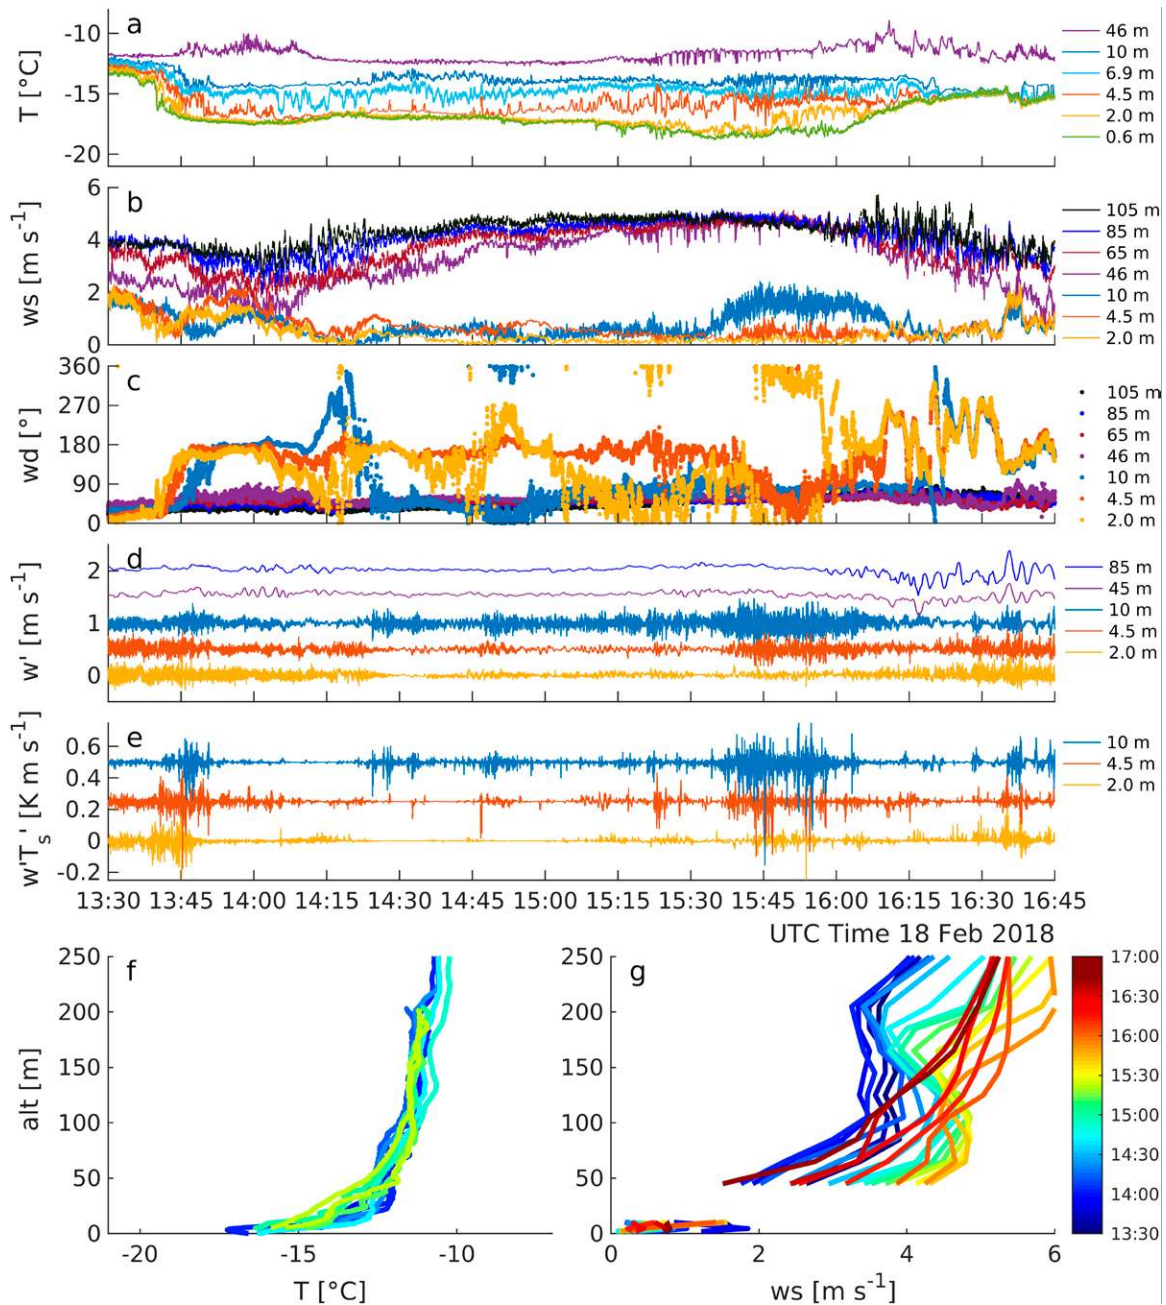 a
T [°C]
-10
-15
-20
46 m
10 m
6.9 m
4.5 m
2.0 m
0.6 m
b
ws [m s⁻¹]
6
4
2
0
105 m
85 m
65 m
46 m
10 m
4.5 m
2.0 m
c
wd [°]
360
270
180
90
0
105 m
85 m
65 m
46 m
10 m
4.5 m
2.0 m
d
w' [m s⁻¹]
2
1
0
85 m
45 m
10 m
4.5 m
2.0 m
e
w'Tₛ' [K m s⁻¹]
0.6
0.4
0.2
0
-0.2
10 m
4.5 m
2.0 m
13:30 13:45 14:00 14:15 14:30 14:45 15:00 15:15 15:30 15:45 16:00 16:15 16:30 16:45
UTC Time 18 Feb 2018
f
alt [m]
250
200
150
100
50
0
-20 -15 -10
T [°C]
g
250
200
150
100
50
0
0 2 4 6
ws [m s⁻¹]
17:00
16:30
16:00
15:30
15:00
14:30
14:00
13:30